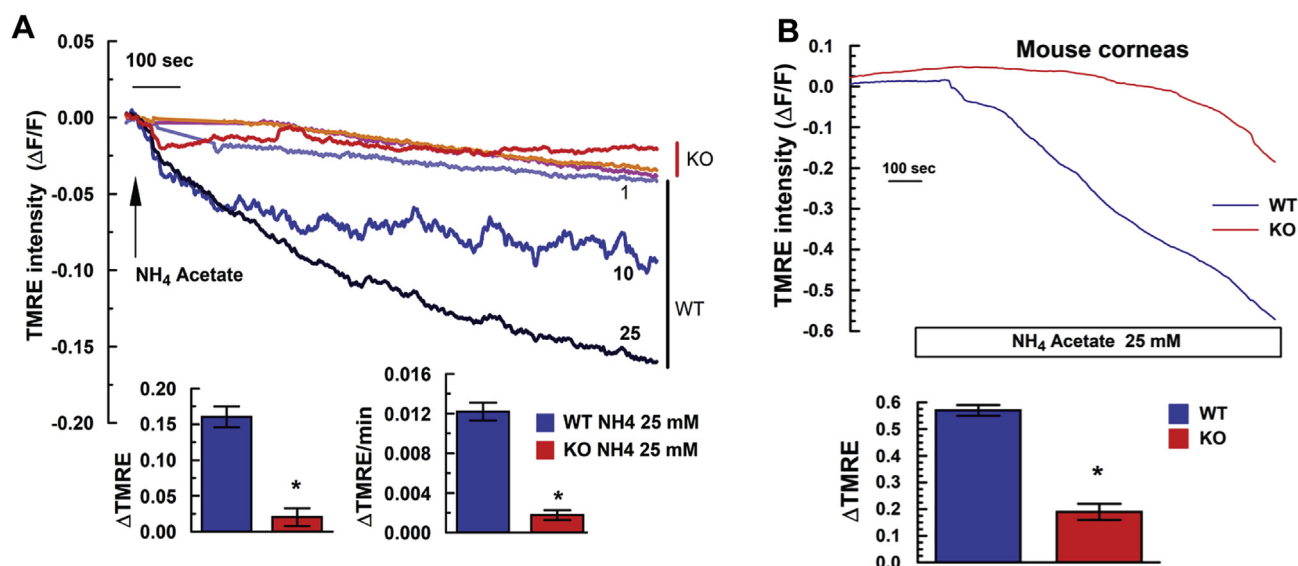 A
0.05
0.00
-0.05
-0.10
-0.15
-0.20
TMRE intensity (ΔF/F)
100 sec
NH₄ Acetate
KO
1
10
25
WT
0.20
0.15
0.10
0.05
0.00
ΔTMRE
*
0.016
0.012
0.008
0.004
0.000
ΔTMRE/min
*
WT NH4 25 mM
KO NH4 25 mM
B
Mouse corneas
0.1
0.0
-0.1
-0.2
-0.3
-0.4
-0.5
-0.6
TMRE intensity (ΔF/F)
100 sec
WT
KO
NH₄ Acetate 25 mM
0.6
0.5
0.4
0.3
0.2
0.1
0.0
ΔTMRE
*
WT
KO